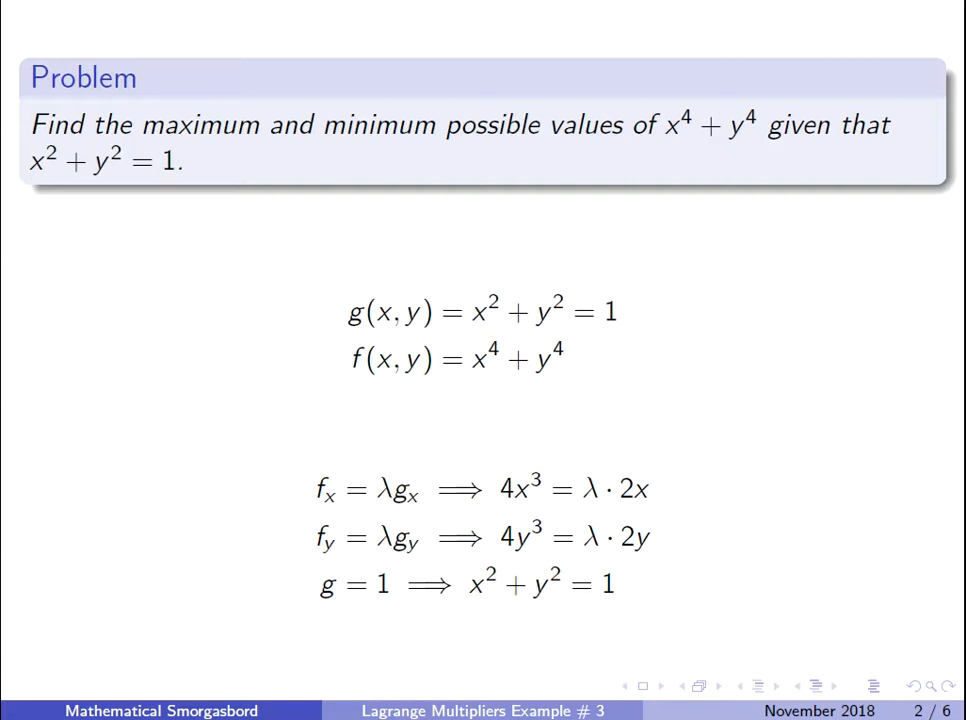 Problem
Find the maximum and minimum possible values of x⁴ + y⁴ given that
x² + y² = 1.
g(x, y) = x² + y² = 1
f(x, y) = x⁴ + y⁴
fₓ = λgₓ ⟹ 4x³ = λ · 2x
f_y = λg_y ⟹ 4y³ = λ · 2y
g = 1 ⟹ x² + y² = 1
Mathematical Smorgasbord Lagrange Multipliers Example # 3 November 2018 2 / 6